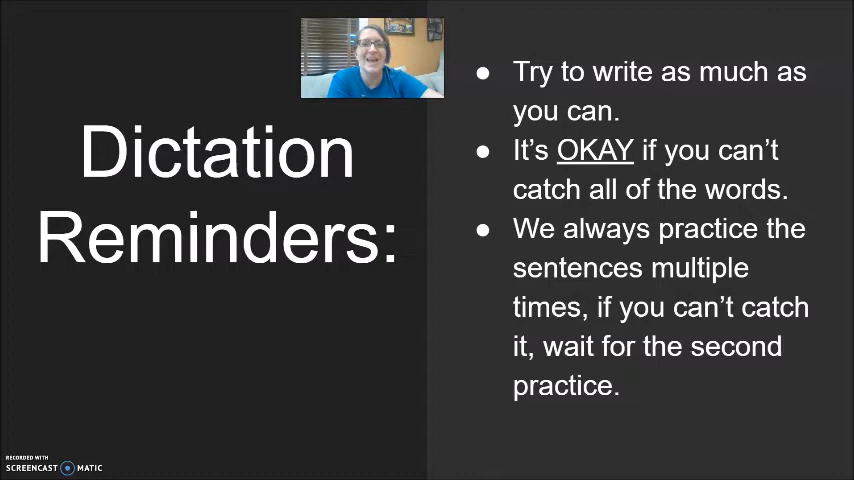 Dictation
Reminders:
● Try to write as much as
you can.
● It's OKAY if you can't
catch all of the words.
● We always practice the
sentences multiple
times, if you can't catch
it, wait for the second
practice.
RECORDED WITH
SCREENCAST MATIC